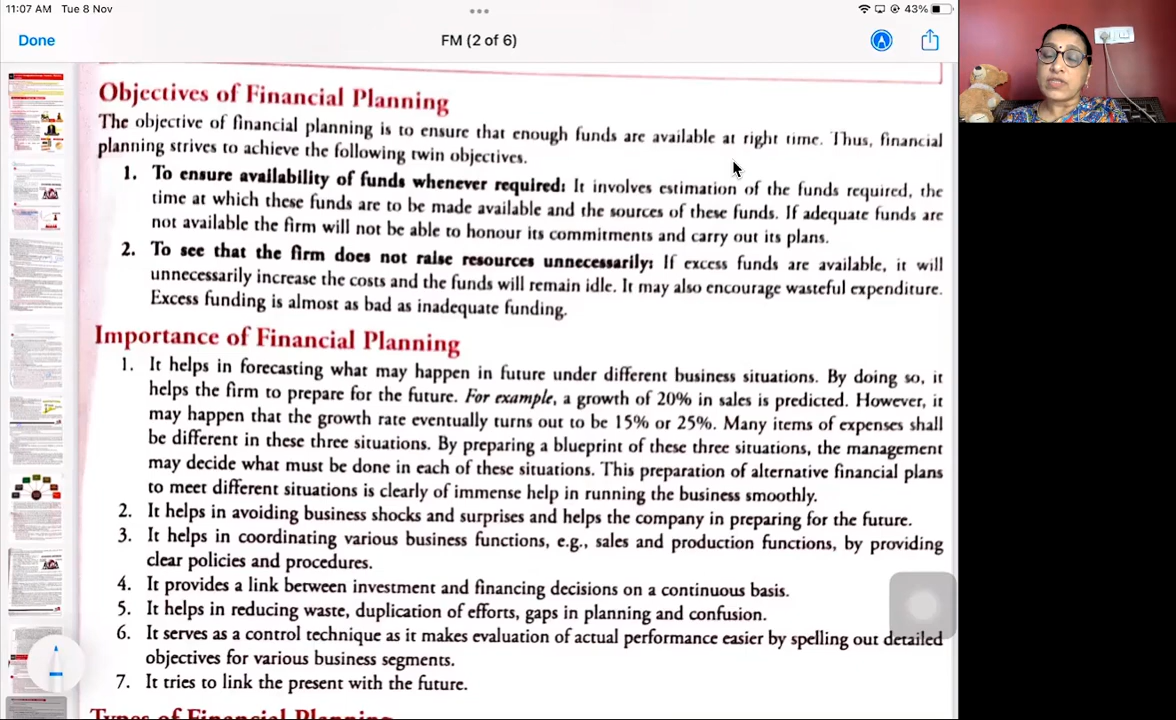 11:07 AM Tue 8 Nov
43%
Done
FM (2 of 6)
Objectives of Financial Planning
The objective of financial planning is to ensure that enough funds are available at right time. Thus, financial
planning strives to achieve the following twin objectives.
1. To ensure availability of funds whenever required: It involves estimation of the funds required, the
time at which these funds are to be made available and the sources of these funds. If adequate funds are
not available the firm will not be able to honour its commitments and carry out its plans.
2. To see that the firm does not raise resources unnecessarily: If excess funds are available, it will
unnecessarily increase the costs and the funds will remain idle. It may also encourage wasteful expenditure.
Excess funding is almost as bad as inadequate funding.
Importance of Financial Planning
1. It helps in forecasting what may happen in future under different business situations. By doing so, it
helps the firm to prepare for the future. For example, a growth of 20% in sales is predicted. However, it
may happen that the growth rate eventually turns out to be 15% or 25%. Many items of expenses shall
be different in these three situations. By preparing a blueprint of these three situations, the management
may decide what must be done in each of these situations. This preparation of alternative financial plans
to meet different situations is clearly of immense help in running the business smoothly.
2. It helps in avoiding business shocks and surprises and helps the company in preparing for the future.
3. It helps in coordinating various business functions, e.g., sales and production functions, by providing
clear policies and procedures.
4. It provides a link between investment and financing decisions on a continuous basis.
5. It helps in reducing waste, duplication of efforts, gaps in planning and confusion.
6. It serves as a control technique as it makes evaluation of actual performance easier by spelling out detailed
objectives for various business segments.
7. It tries to link the present with the future.
Types of Financial Planning